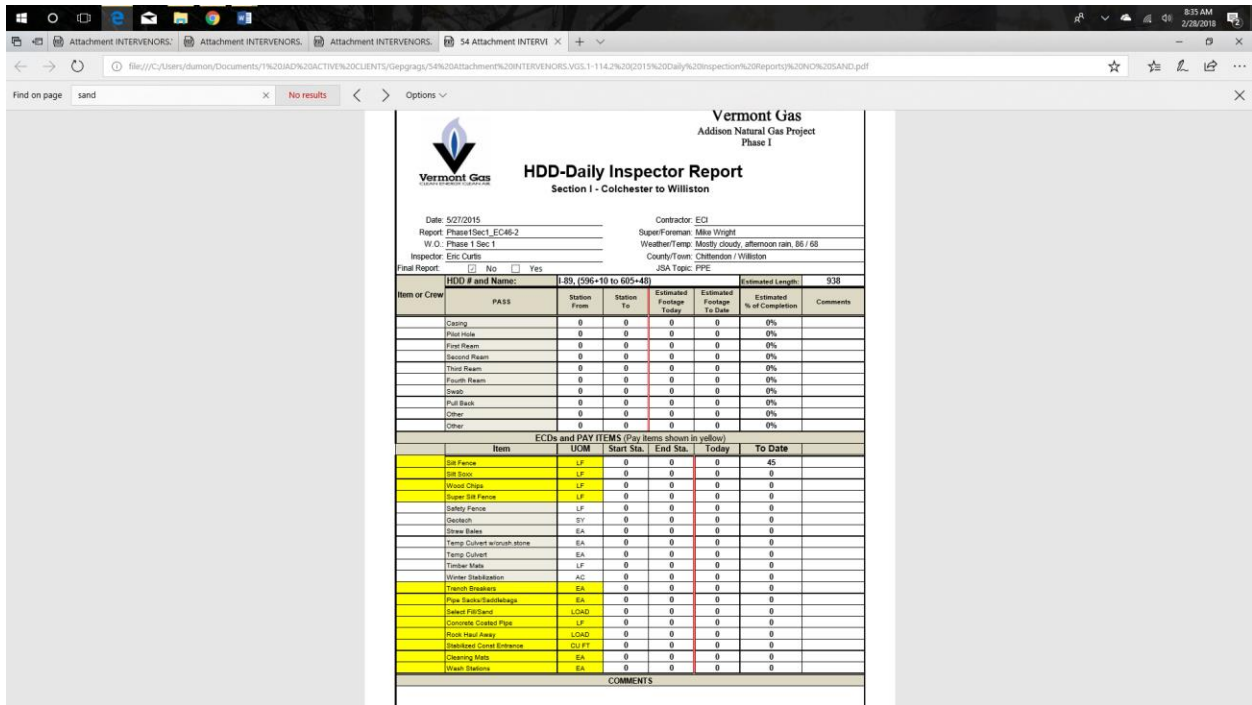 8:35 AM
2/28/2018
Attachment INTERVENORS.
Attachment INTERVENORS.
Attachment INTERVENORS.
54 Attachment INTERVE
file:///C:/Users/dumon/Documents/1%20JAD%20ACTIVE%20CLIENTS/Gepgrags/54%20Attachment%20INTERVENORS.VGS.1-114.2%20(2015%20Daily%20Inspection%20Reports)%20NO%20SAND.pdf
Find on page sand No results Options
Vermont Gas
Addison Natural Gas Project
Phase I
Vermont Gas
CLEAN ENERGY. CLEAN AIR.
HDD-Daily Inspector Report
Section I - Colchester to Williston
Date: 5/27/2015 Contractor: ECI
Report: Phase1Sec1_EC46-2 Super/Foreman: Mike Wright
W.O.: Phase 1 Sec 1 Weather/Temp: Mostly cloudy, afternoon rain, 86 / 68
Inspector: Eric Curtis County/Town: Chittendon / Williston
Final Report: No Yes JSA Topic: PPE
HDD # and Name: I-89, (596+10 to 605+48) Estimated Length: 938
Item or Crew PASS Station From Station To Estimated Footage Today Estimated Footage To Date Estimated % of Completion Comments
Casing 0 0 0 0 0%
Pilot Hole 0 0 0 0 0%
First Ream 0 0 0 0 0%
Second Ream 0 0 0 0 0%
Third Ream 0 0 0 0 0%
Fourth Ream 0 0 0 0 0%
Swab 0 0 0 0 0%
Pull Back 0 0 0 0 0%
Other 0 0 0 0 0%
Other 0 0 0 0 0%
ECDs and PAY ITEMS (Pay items shown in yellow)
Item UOM Start Sta. End Sta. Today To Date
Silt Fence LF 0 0 0 45
Silt Soxx LF 0 0 0 0
Wood Chips LF 0 0 0 0
Super Silt Fence LF 0 0 0 0
Safety Fence LF 0 0 0 0
Geotech SY 0 0 0 0
Straw Bales EA 0 0 0 0
Temp Culvert w/crush.stone EA 0 0 0 0
Temp Culvert EA 0 0 0 0
Timber Mats LF 0 0 0 0
Winter Stabilization AC 0 0 0 0
Trench Breakers EA 0 0 0 0
Pipe Sacks/Saddlebags EA 0 0 0 0
Select Fill/Sand LOAD 0 0 0 0
Concrete Coated Pipe LF 0 0 0 0
Rock Haul Away LOAD 0 0 0 0
Stabilized Const Entrence CU FT 0 0 0 0
Cleaning Mats EA 0 0 0 0
Wash Stations EA 0 0 0 0
COMMENTS